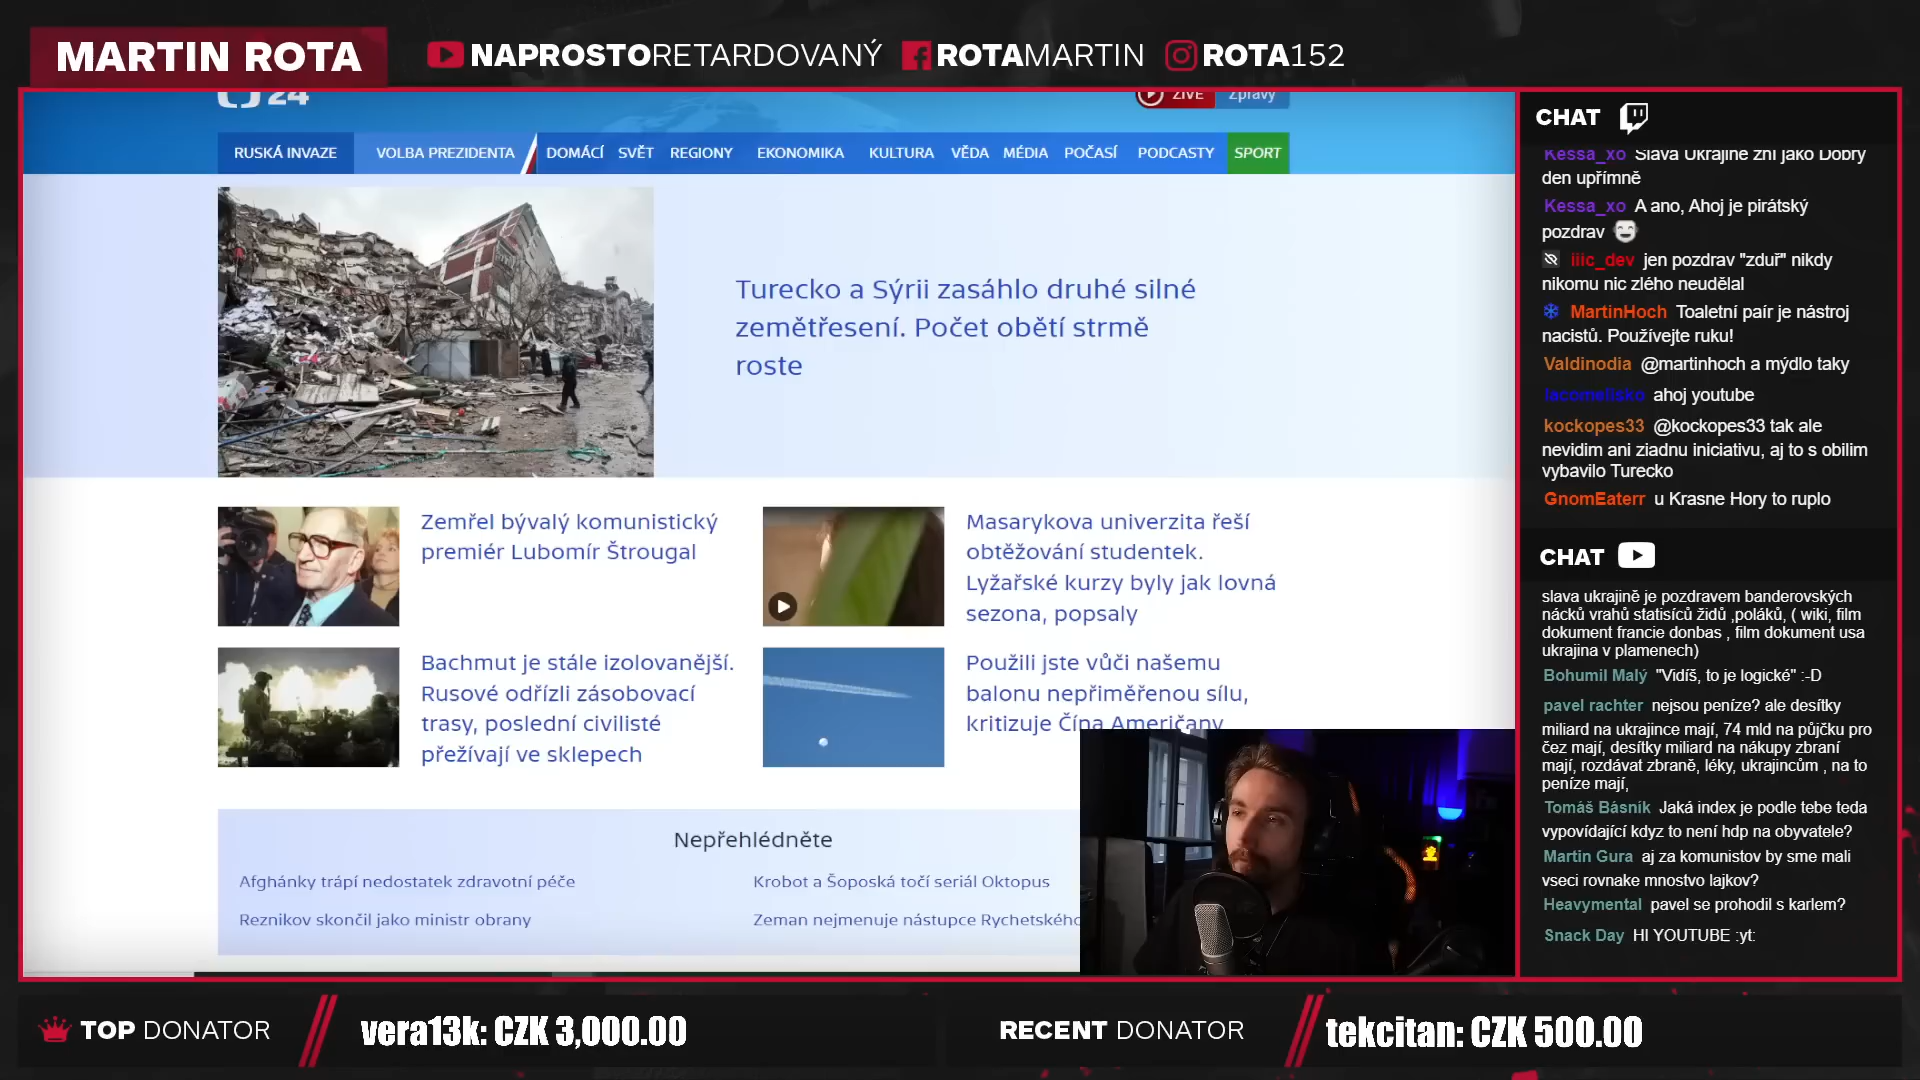 MARTIN ROTA
NAPROSTORETARDOVANÝ
ROTAMARTIN
ROTA152
24
ŽIVĚ
Zprávy
RUSKÁ INVAZE
VOLBA PREZIDENTA
DOMÁCÍ
SVĚT
REGIONY
EKONOMIKA
KULTURA
VĚDA
MÉDIA
POČASÍ
PODCASTY
SPORT
Turecko a Sýrii zasáhlo druhé silné
zemětřesení. Počet obětí strmě
roste
Zemřel bývalý komunistický
premiér Lubomír Štrougal
Masarykova univerzita řeší
obtěžování studentek.
Lyžařské kurzy byly jak lovná
sezona, popsaly
Bachmut je stále izolovanější.
Rusové odřízli zásobovací
trasy, poslední civilisté
přežívají ve sklepech
Použili jste vůči našemu
balonu nepřiměřenou sílu,
kritizuje Čína Američany
Nepřehlédněte
Afghánky trápí nedostatek zdravotní péče
Krobot a Šoposká točí seriál Oktopus
Reznikov skončil jako ministr obrany
Zeman nejmenuje nástupce Rychetského
CHAT
Kessa_xo Slava Ukrajine zní jako Dobrý
den upřímně
Kessa_xo A ano, Ahoj je pirátský
pozdrav
iiic_dev jen pozdrav "zduř" nikdy
nikomu nic zlého neudělal
MartinHoch Toaletní paír je nástroj
nacistů. Používejte ruku!
Valdinodia @martinhoch a mýdlo taky
lacomelisko ahoj youtube
kockopes33 @kockopes33 tak ale
nevidim ani ziadnu iniciativu, aj to s obilim
vybavilo Turecko
GnomEaterr u Krasne Hory to ruplo
CHAT
slava ukrajině je pozdravem banderovských
nácků vrahů statisíců židů ,poláků, ( wiki, film
dokument francie donbas , film dokument usa
ukrajina v plamenech)
Bohumil Malý "Vidíš, to je logické" :-D
pavel rachter nejsou peníze? ale desítky
miliard na ukrajince mají, 74 mld na půjčku pro
čez mají, desítky miliard na nákupy zbraní
mají, rozdávat zbraně, léky, ukrajincům , na to
peníze mají,
Tomáš Básník Jaká index je podle tebe teda
vypovídající kdyz to není hdp na obyvatele?
Martin Gura aj za komunistov by sme mali
vseci rovnake mnostvo lajkov?
Heavymental pavel se prohodil s karlem?
Snack Day HI YOUTUBE :yt:
TOP DONATOR
vera13k: CZK 3,000.00
RECENT DONATOR
tekcitan: CZK 500.00